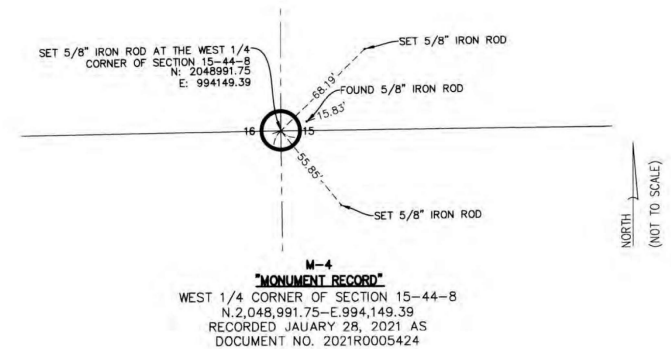 SET 5/8" IRON ROD AT THE WEST 1/4
CORNER OF SECTION 15-44-8
N: 2048991.75
E: 994149.39
SET 5/8" IRON ROD
68.19'
FOUND 5/8" IRON ROD
15.83'
16
15
55.85'
SET 5/8" IRON ROD
NORTH
(NOT TO SCALE)
M-4
"MONUMENT RECORD"
WEST 1/4 CORNER OF SECTION 15-44-8
N.2,048,991.75-E.994,149.39
RECORDED JAUARY 28, 2021 AS
DOCUMENT NO. 2021R0005424